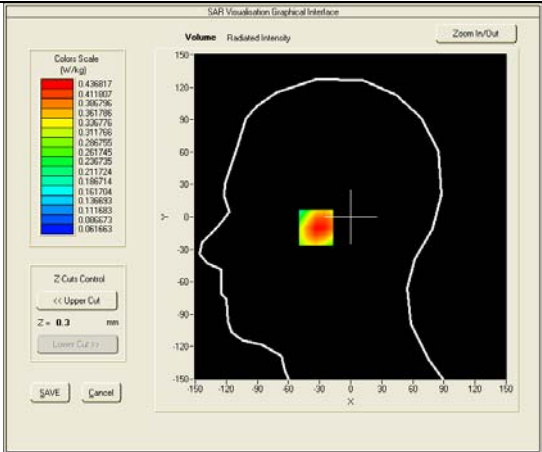 SAR Visualisation Graphical Interface
Volume Radiated Intensity
Zoom In/Out
Colors Scale
(W/kg)
0.436817
0.411807
0.386796
0.361786
0.336776
0.311766
0.286755
0.261745
0.236735
0.211724
0.186714
0.161704
0.136693
0.111683
0.086673
0.061663
Z-Cuts Control
<< Upper Cut
Z = 0.3 mm
Lower Cut >>
SAVE Cancel
150-
120-
90-
60-
30-
0-
-30-
-60-
-90-
-120-
-150-
Y
-150 -120 -90 -60 -30 0 30 60 90 120 150
X